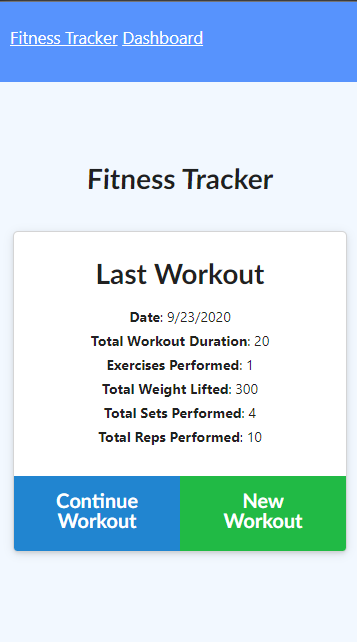 Fitness Tracker Dashboard
Fitness Tracker
Last Workout
Date: 9/23/2020
Total Workout Duration: 20
Exercises Performed: 1
Total Weight Lifted: 300
Total Sets Performed: 4
Total Reps Performed: 10
Continue
Workout
New
Workout